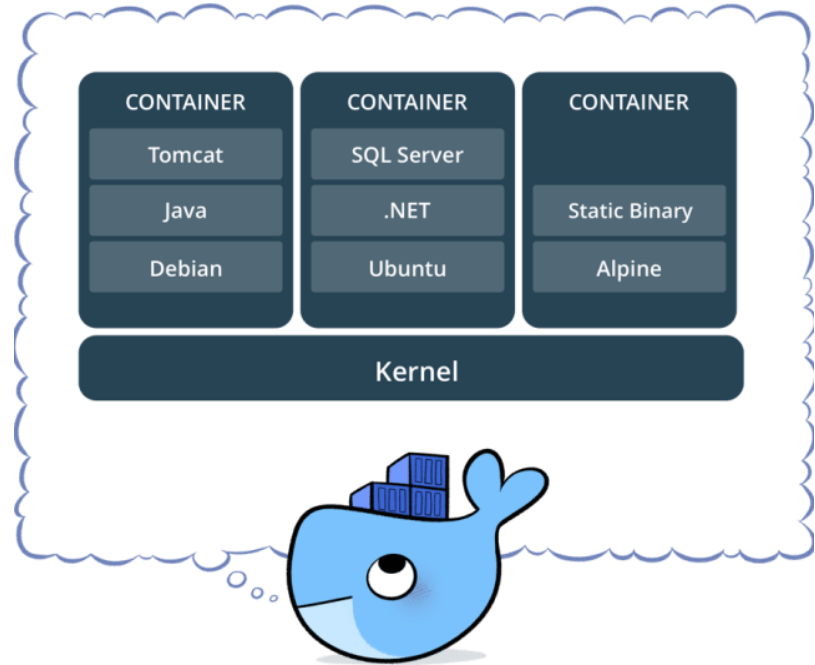 CONTAINER
Tomcat
Java
Debian
CONTAINER
SQL Server
.NET
Ubuntu
CONTAINER
Static Binary
Alpine
Kernel